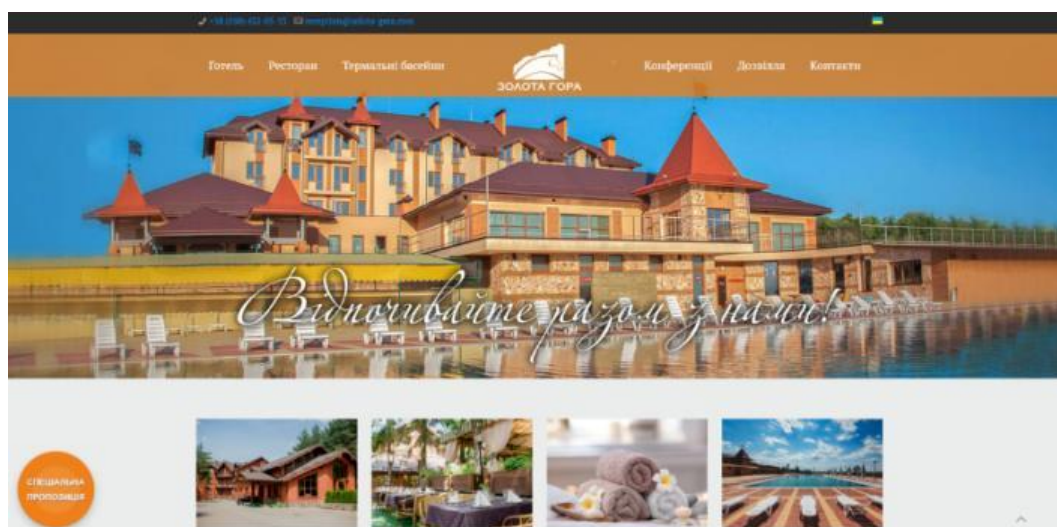 Готель Ресторан Термальні басейни
ЗОЛОТА ГОРА
Конференції Дозвілля Контакти
Відпочивайте разом з нами!
СПЕЦІАЛЬНА
ПРОПОЗИЦІЯ